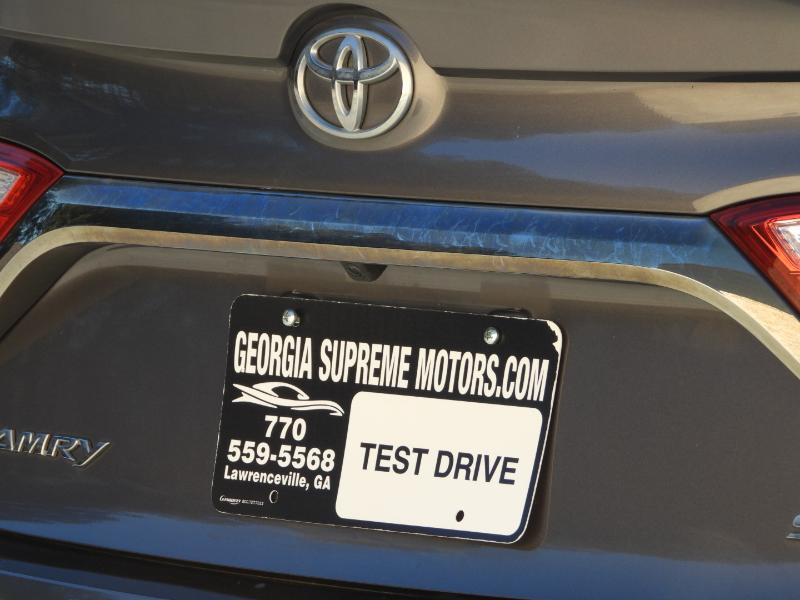 GEORGIA SUPREME MOTORS.COM
770
559-5568
Lawrenceville, GA
TEST DRIVE
AMRY